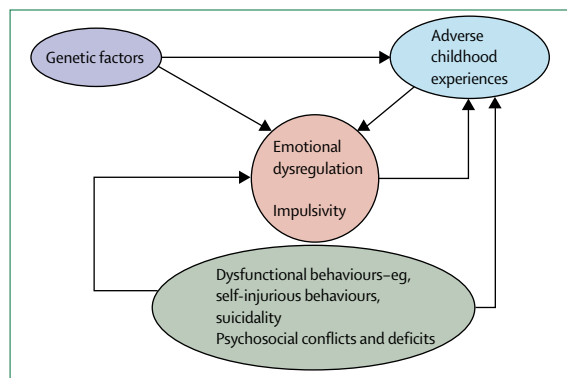 Genetic factors
Adverse
childhood
experiences
Emotional
dysregulation
Impulsivity
Dysfunctional behaviours–eg,
self-injurious behaviours,
suicidality
Psychosocial conflicts and deficits